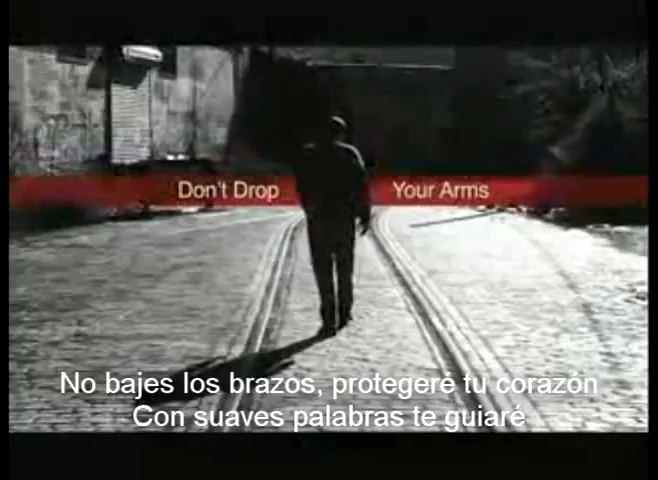 Don't Drop Your Arms
No bajes los brazos, protegeré tu corazón
Con suaves palabras te guiaré